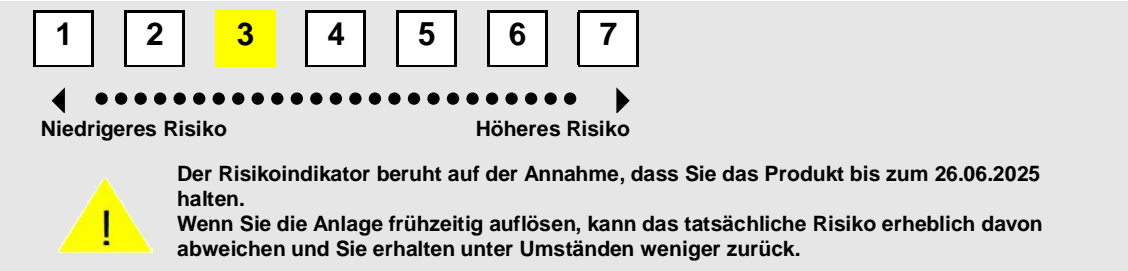 1 2 3 4 5 6 7
Niedrigeres Risiko Höheres Risiko
Der Risikoindikator beruht auf der Annahme, dass Sie das Produkt bis zum 26.06.2025
halten.
Wenn Sie die Anlage frühzeitig auflösen, kann das tatsächliche Risiko erheblich davon
abweichen und Sie erhalten unter Umständen weniger zurück.
!